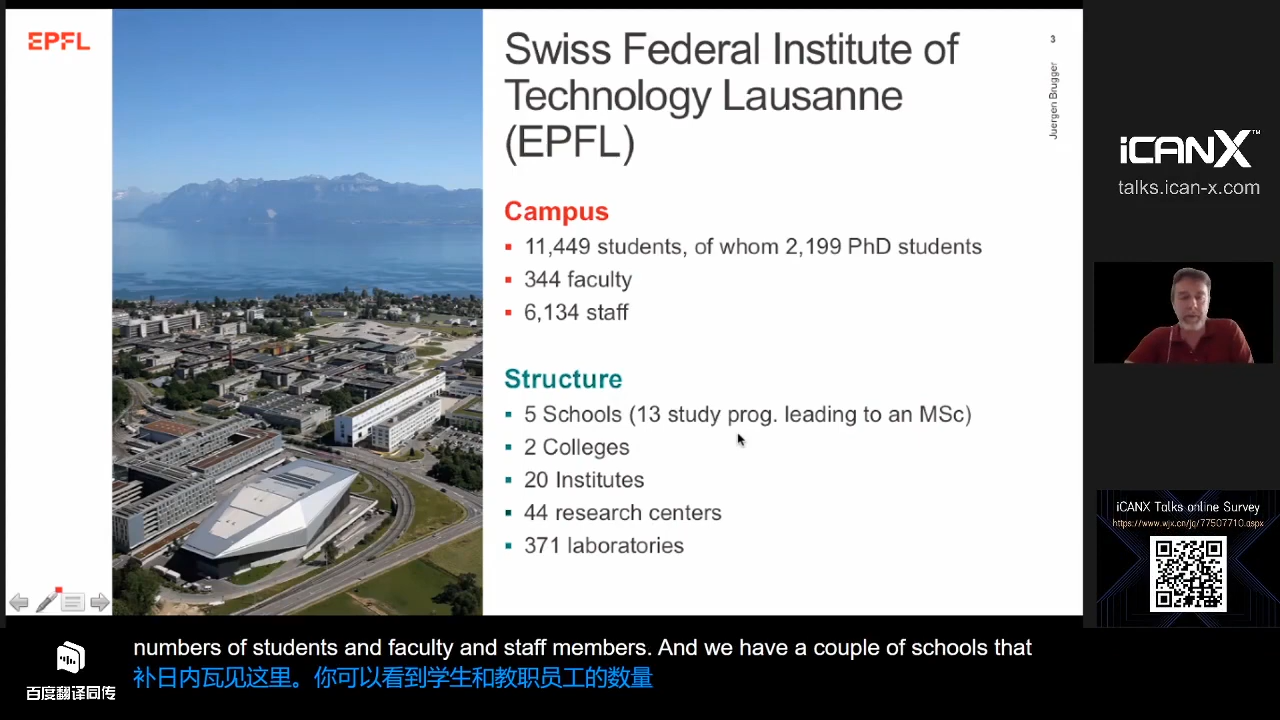 EPFL
Swiss Federal Institute of
Technology Lausanne
(EPFL)
3
Juergen Brugger
Campus
11,449 students, of whom 2,199 PhD students
344 faculty
6,134 staff
Structure
5 Schools (13 study prog. leading to an MSc)
2 Colleges
20 Institutes
44 research centers
371 laboratories
iCANX™
talks.ican-x.com
iCANX Talks online Survey
https://www.wjx.cn/jq/77507710.aspx
百度翻译同传
numbers of students and faculty and staff members. And we have a couple of schools that
补日内瓦见这里。你可以看到学生和教职员工的数量